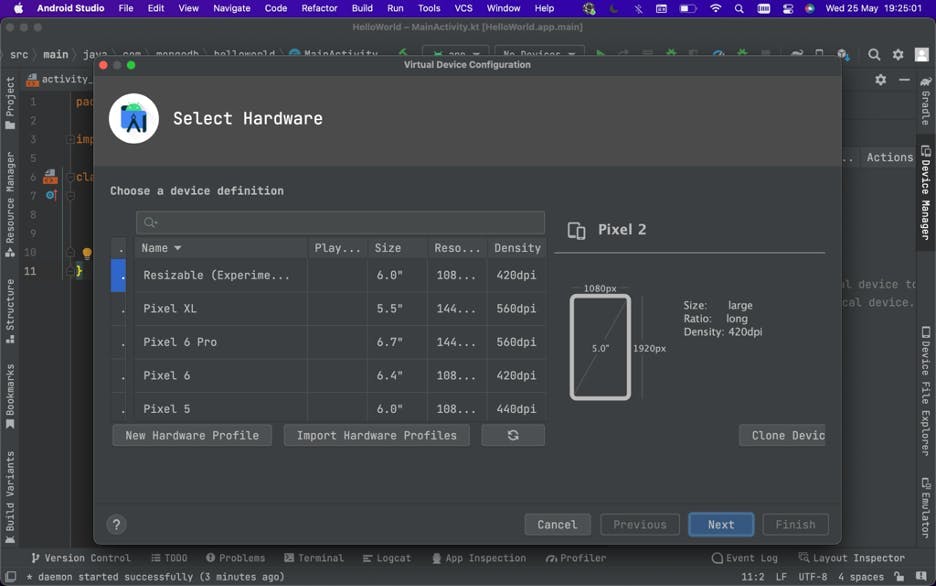 Android Studio File Edit View Navigate Code Refactor Build Run Tools VCS Window Help Wed 25 May 19:25:01
HelloWorld – MainActivity.kt [HelloWorld.app.main]
src main java com mongodb helloworld MainActivity app No Devices
Virtual Device Configuration
activity_
Project
Resource Manager
Structure
Bookmarks
Build Variants
1 pac
2
3 imp
5
6 cla
7
8
9
10
11 }
Select Hardware
Choose a device definition
. Name Play... Size Reso... Density
. Resizable (Experime... 6.0" 108... 420dpi
. Pixel XL 5.5" 144... 560dpi
. Pixel 6 Pro 6.7" 144... 560dpi
. Pixel 6 6.4" 108... 420dpi
. Pixel 5 6.0" 108... 440dpi
New Hardware Profile Import Hardware Profiles
Pixel 2
1080px
5.0"
1920px
Size: large
Ratio: long
Density: 420dpi
Clone Devic
? Cancel Previous Next Finish
.. Actions
al device to
cal device.
Gradle
Device Manager
Device File Explorer
Emulator
Version Control TODO Problems Terminal Logcat App Inspection Profiler Event Log Layout Inspector
* daemon started successfully (3 minutes ago) 11:2 LF UTF-8 4 spaces